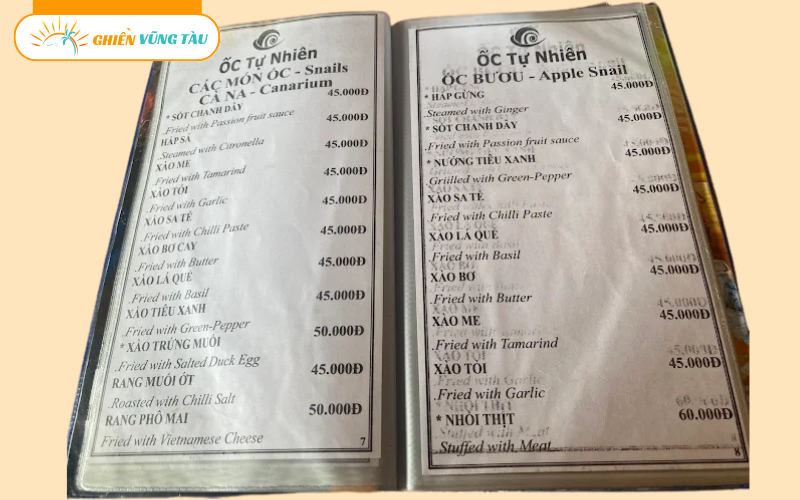 GHIỀN VŨNG TÀU
ỐC Tự Nhiên
CÁC MÓN ỐC - Snails
CÀ NA - Canarium
* SỐT CHANH DÂY 45.000Đ
.Fried with Passion fruit sauce
HẤP SẢ 45.000Đ
.Steamed with Citronella
XÀO ME 45.000Đ
.Fried with Tamarind
XÀO TỎI 45.000Đ
.Fried with Garlic
XÀO SA TẾ 45.000Đ
.Fried with Chilli Paste
XÀO BƠ CAY 45.000Đ
.Fried with Butter
XÀO LÁ QUẾ 45.000Đ
.Fried with Basil
XÀO TIÊU XANH 45.000Đ
.Fried with Green-Pepper
* XÀO TRỨNG MUỐI 50.000Đ
.Fried with Salted Duck Egg
RANG MUỐI ỚT 45.000Đ
.Roasted with Chilli Salt
RANG PHÔ MAI 50.000Đ
Fried with Vietnamese Cheese
7
ỐC Tự Nhiên
ỐC BƯƠU - Apple Snail
* HẤP GỪNG 45.000Đ
.Steamed with Ginger
* SỐT CHANH DÂY 45.000Đ
.Fried with Passion fruit sauce
* NƯỚNG TIÊU XANH 45.000Đ
.Griilled with Green-Pepper
XÀO SA TẾ 45.000Đ
.Fried with Chilli Paste
XÀO LÁ QUẾ 45.000Đ
.Fried with Basil
XÀO BƠ 45.000Đ
.Fried with Butter
XÀO ME 45.000Đ
.Fried with Tamarind
XÀO TỎI 45.000Đ
.Fried with Garlic
* NHỒI THỊT 60.000Đ
.Stuffed with Meat
8